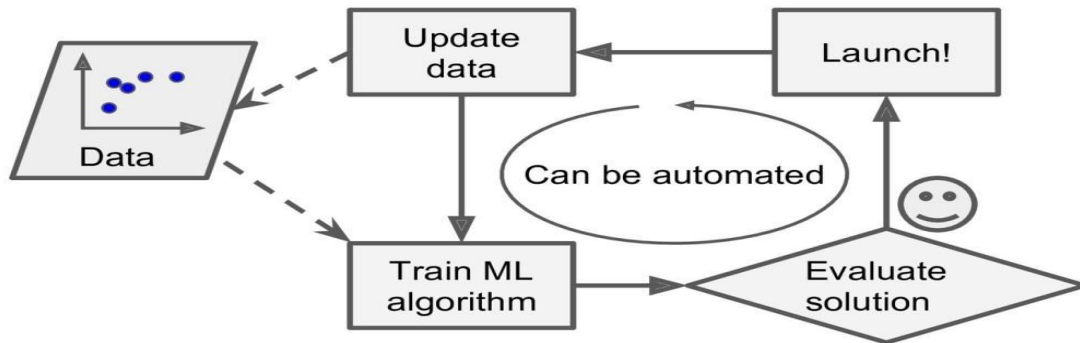 Update
data
Launch!
Data
Can be automated
Train ML
algorithm
Evaluate
solution